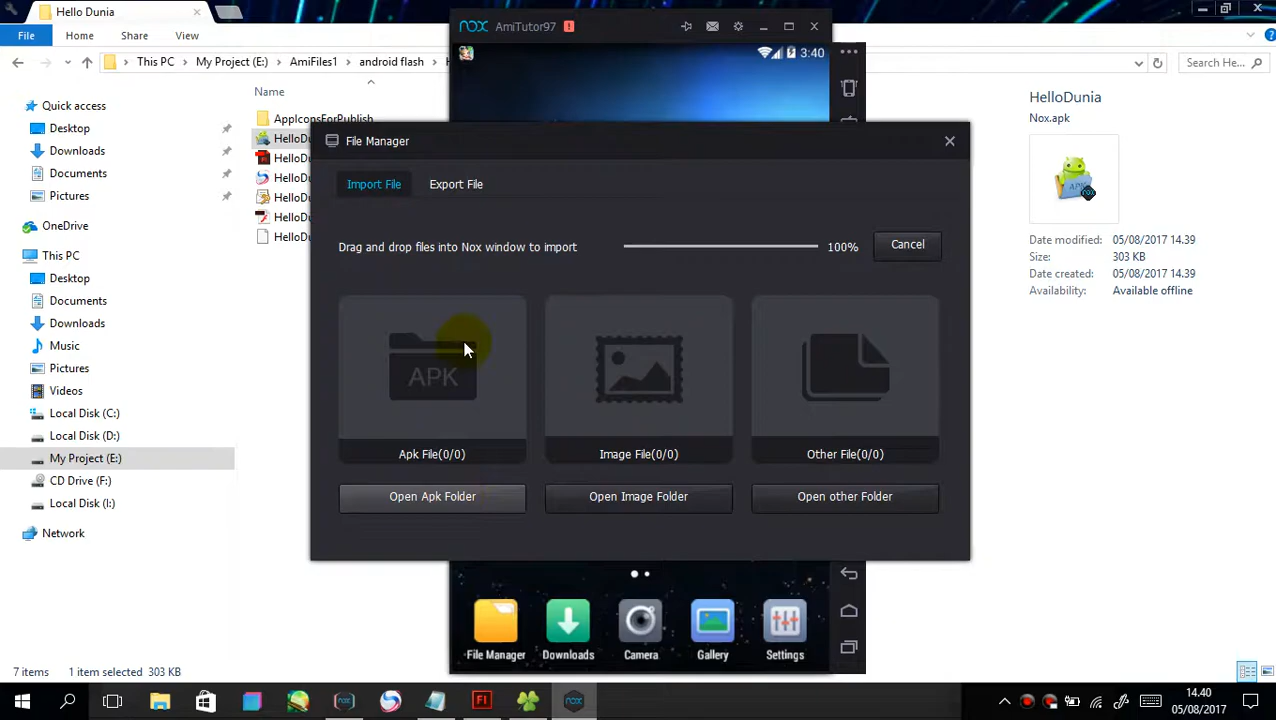 Hello Dunia
File
Home
Share
View
This PC
My Project (E:)
AmiFiles1
android flash
Search He...
Quick access
Desktop
Downloads
Documents
Pictures
OneDrive
This PC
Desktop
Documents
Downloads
Music
Pictures
Videos
Local Disk (C:)
Local Disk (D:)
My Project (E:)
CD Drive (F:)
Local Disk (I:)
Network
7 items
1 item selected 303 KB
Name
AppIconsForPublish
nox
AmiTutor97
3:40
File Manager
Import File
Export File
Drag and drop files into Nox window to import
100%
Cancel
APK
Apk File(0/0)
Image File(0/0)
Other File(0/0)
Open Apk Folder
Open Image Folder
Open other Folder
File Manager
Downloads
Camera
Gallery
Settings
HelloDunia
Nox.apk
APK
nox
Date modified: 05/08/2017 14.39
Size: 303 KB
Date created: 05/08/2017 14.39
Availability: Available offline
Fl
14.40
05/08/2017